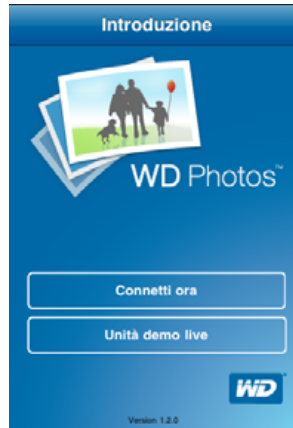 Introduzione
WD Photos™
Connetti ora
Unità demo live
WD
Version 1.2.0